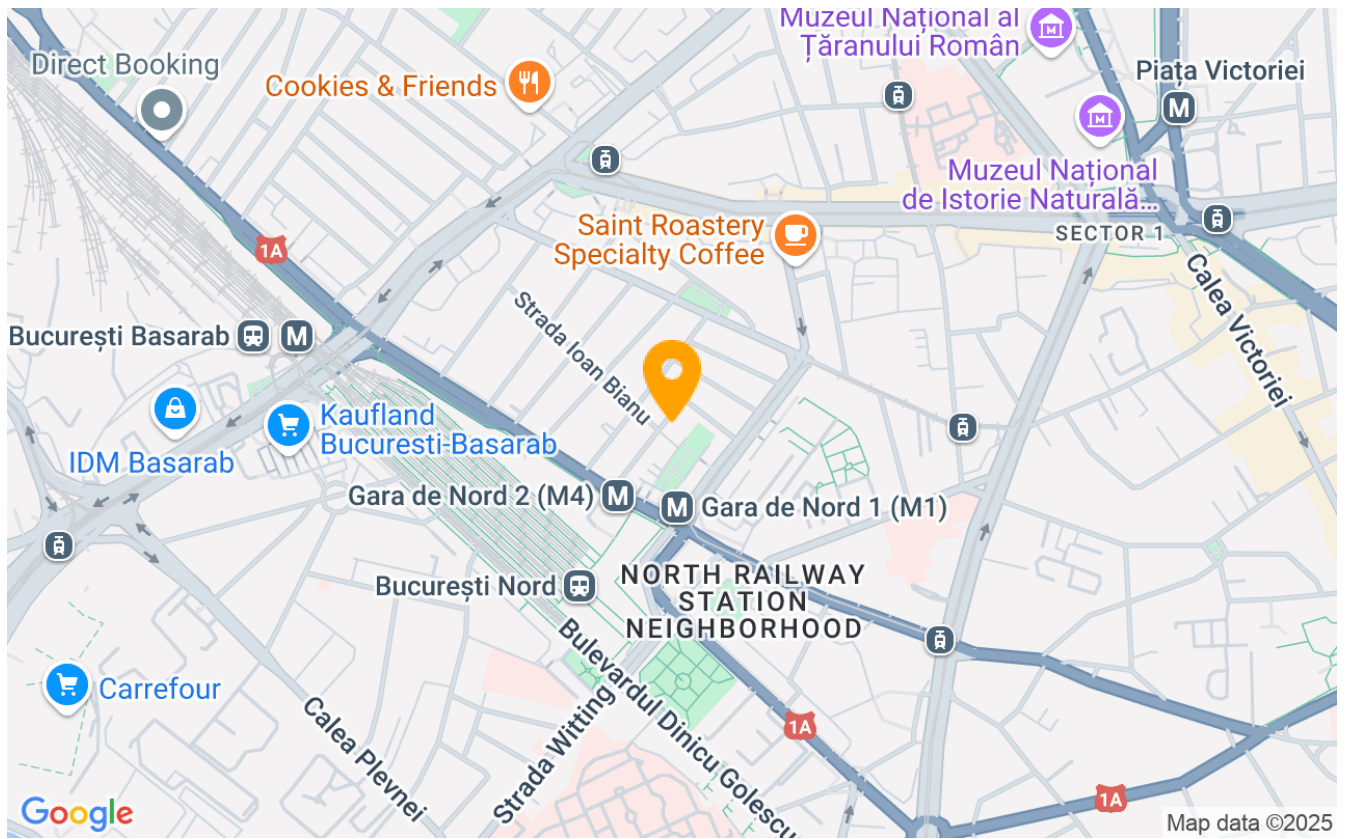 Muzeul Național al
Țăranului Român
Direct Booking
Cookies & Friends
Piața Victoriei
M
Muzeul Național
de Istorie Naturală...
Saint Roastery
Specialty Coffee
SECTOR 1
1A
Calea Victoriei
Strada Ioan Bianu
București Basarab
M
Kaufland
Bucuresti-Basarab
IDM Basarab
Gara de Nord 2 (M4)
M
M
Gara de Nord 1 (M1)
București Nord
NORTH RAILWAY
STATION
NEIGHBORHOOD
Bulevardul Dinicu Golescu
Carrefour
Calea Plevnei
Strada Witting
1A
1A
Google
Map data ©2025